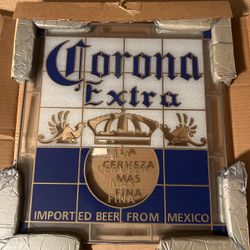 Corona
Extra
LA
CERVEZA
MAS
FINA
IMPORTED BEER FROM MEXICO